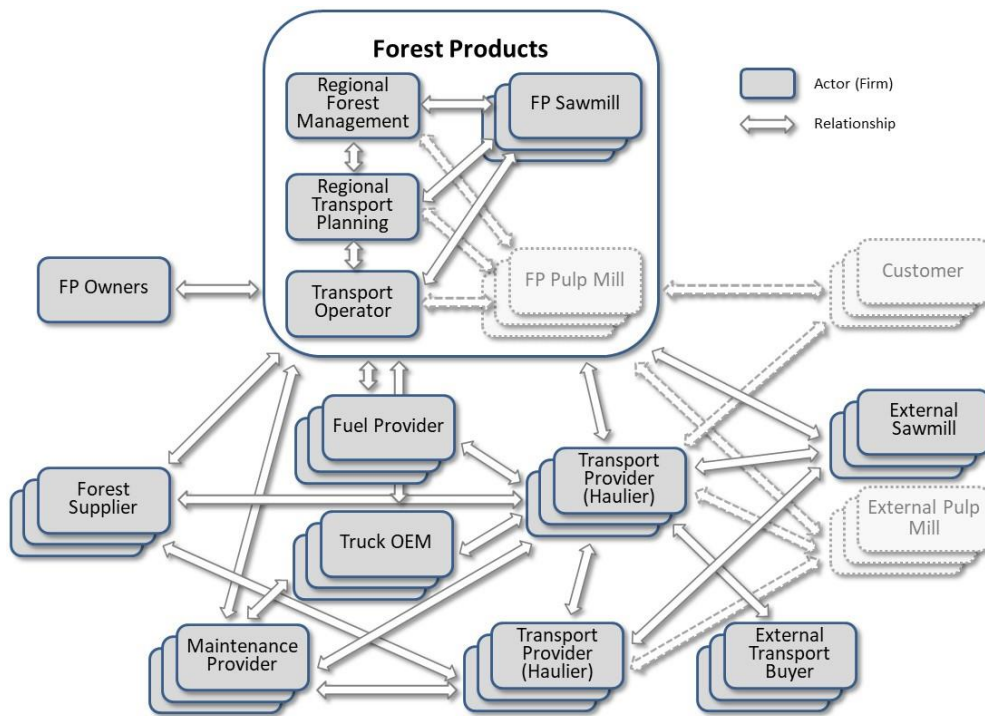 Forest Products
Regional
Forest
Management
FP Sawmill
Actor (Firm)
Relationship
Regional
Transport
Planning
FP Owners
Transport
Operator
FP Pulp Mill
Customer
Fuel Provider
External
Sawmill
Forest
Supplier
Transport
Provider
(Haulier)
Truck OEM
External Pulp
Mill
Maintenance
Provider
Transport
Provider
(Haulier)
External
Transport
Buyer